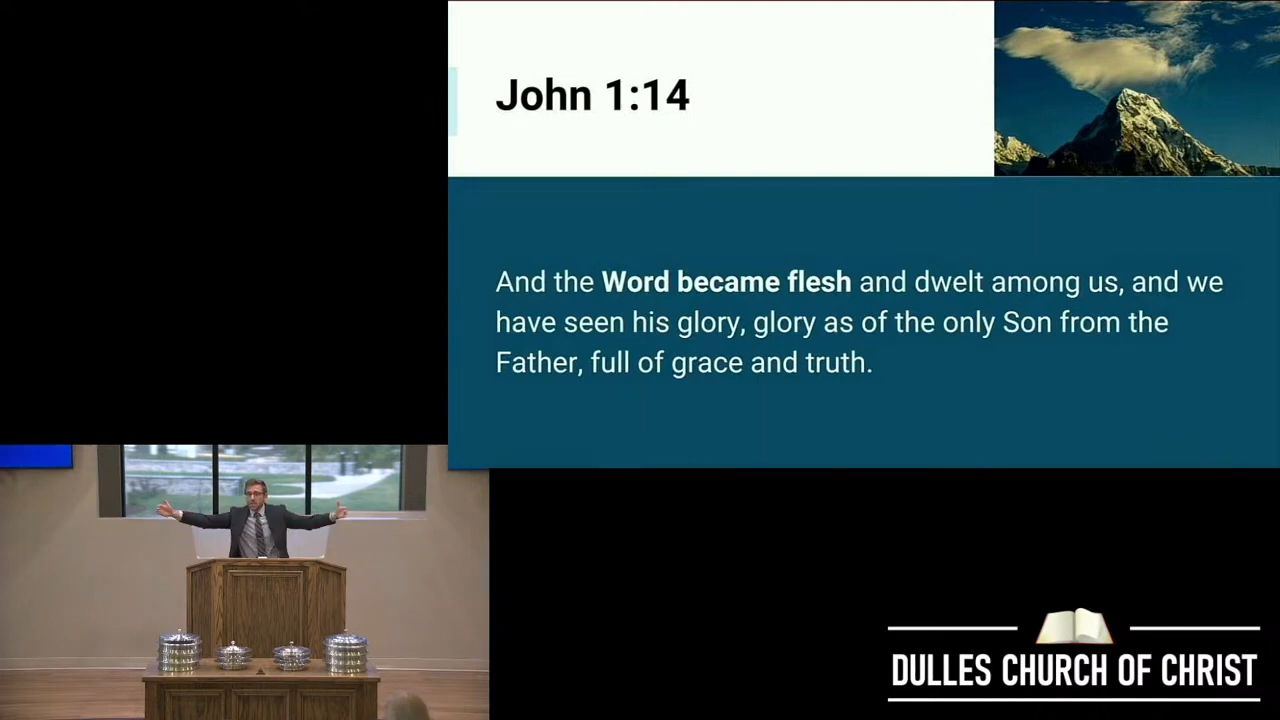 John 1:14
And the Word became flesh and dwelt among us, and we
have seen his glory, glory as of the only Son from the
Father, full of grace and truth.
DULLES CHURCH OF CHRIST